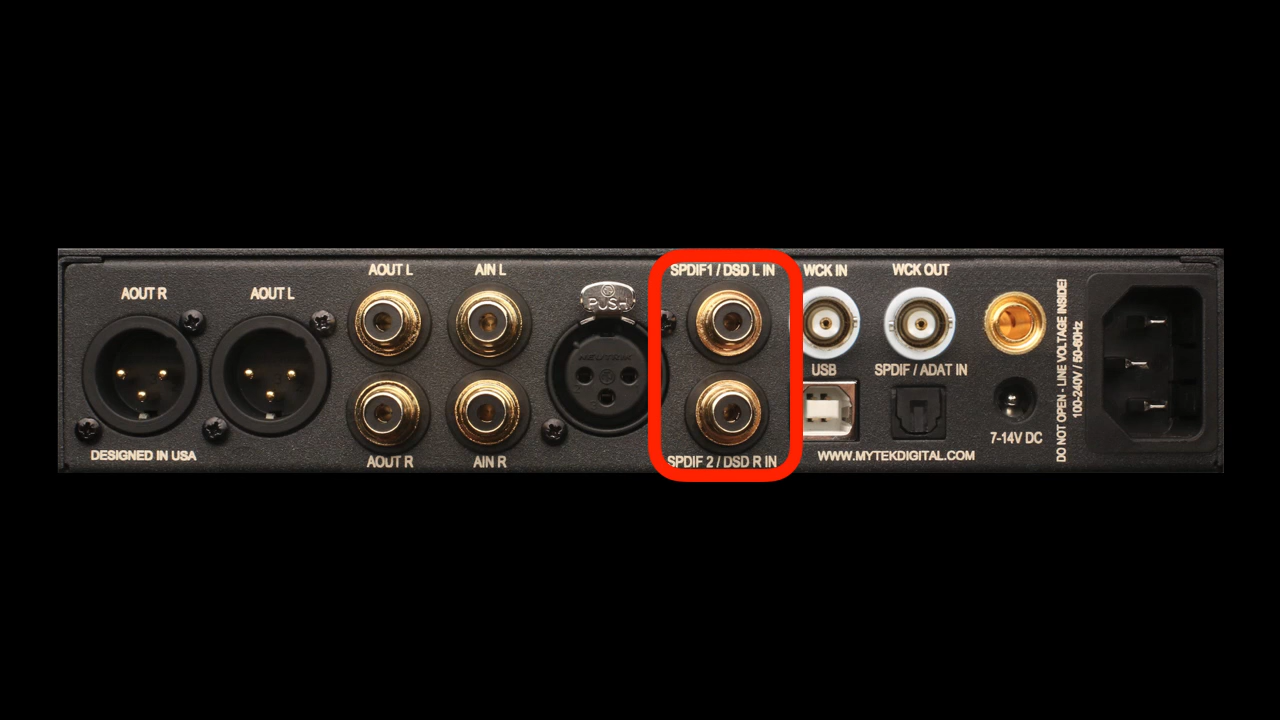 AOUT R
AOUT L
AOUT L
AIN L
PUSH
NEUTRIK
SPDIF1 / DSD L IN
WCK IN
WCK OUT
USB
SPDIF / ADAT IN
7-14V DC
DO NOT OPEN - LINE VOLTAGE INSIDE!
100-240V / 50-60Hz
DESIGNED IN USA
AOUT R
AIN R
SPDIF 2 / DSD R IN
WWW.MYTEKDIGITAL.COM